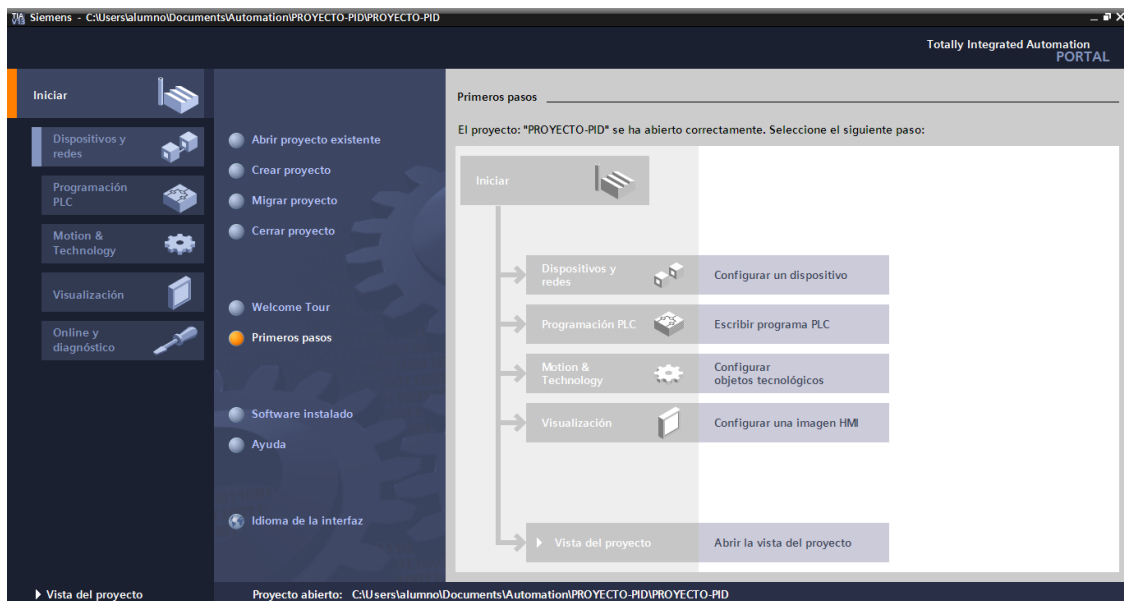 Siemens - C:\Users\alumno\Documents\Automation\PROYECTO-PID\PROYECTO-PID
Totally Integrated Automation
PORTAL
Iniciar
Dispositivos y
redes
Programación
PLC
Motion &
Technology
Visualización
Online y
diagnóstico
Abrir proyecto existente
Crear proyecto
Migrar proyecto
Cerrar proyecto
Welcome Tour
Primeros pasos
Software instalado
Ayuda
Idioma de la interfaz
Primeros pasos
El proyecto: "PROYECTO-PID" se ha abierto correctamente. Seleccione el siguiente paso:
Iniciar
Dispositivos y
redes
Configurar un dispositivo
Programación PLC
Escribir programa PLC
Motion &
Technology
Configurar
objetos tecnológicos
Visualización
Configurar una imagen HMI
Vista del proyecto
Abrir la vista del proyecto
Vista del proyecto
Proyecto abierto: C:\Users\alumno\Documents\Automation\PROYECTO-PID\PROYECTO-PID